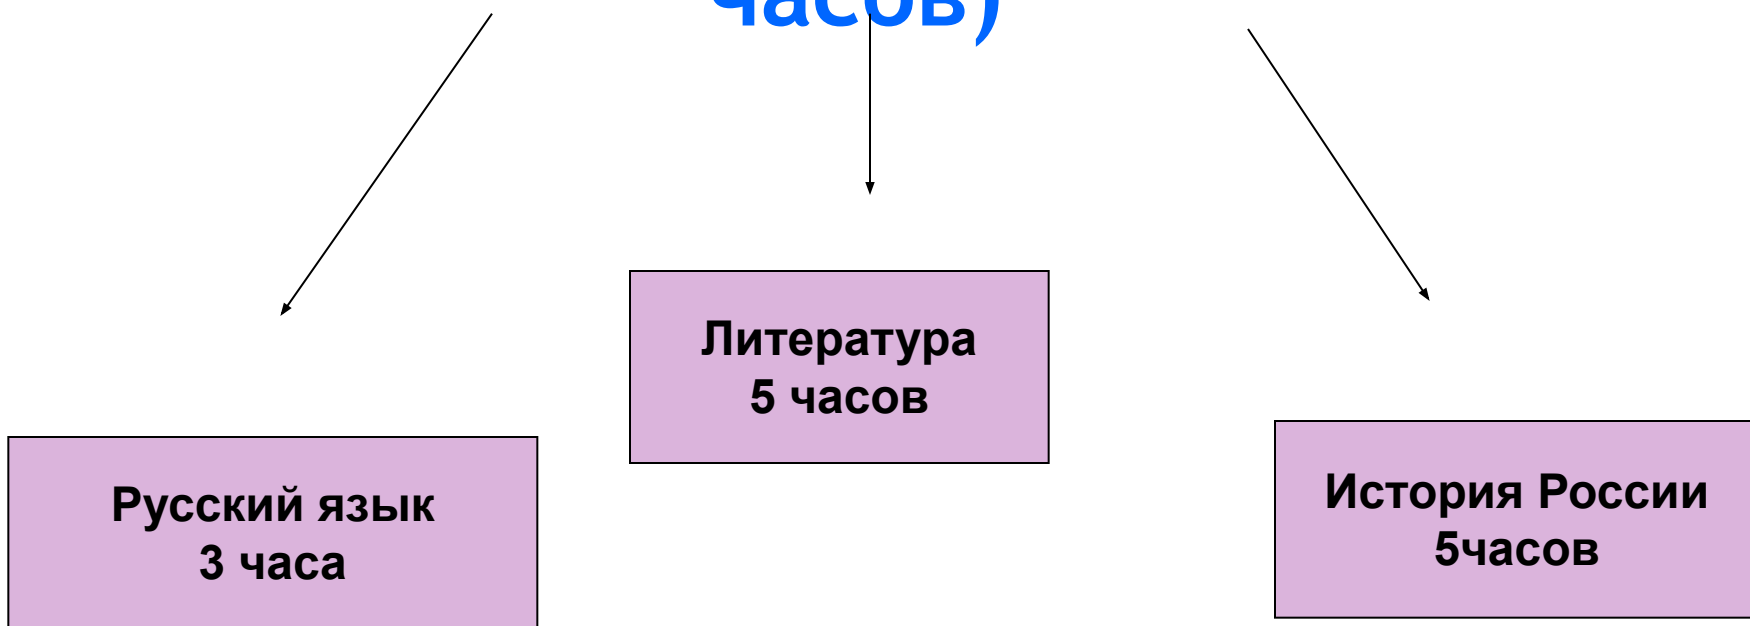 часов)
Литература
5 часов
Русский язык
3 часа
История России
5часов